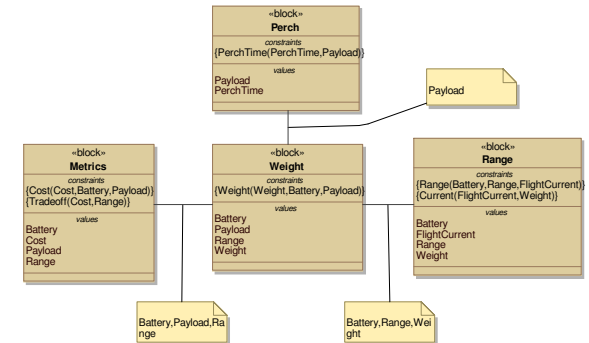 «block»
Perch
constraints
{PerchTime(PerchTime,Payload)}
values
Payload
PerchTime
Payload
«block»
Metrics
constraints
{Cost(Cost,Battery,Payload)}
{Tradeoff(Cost,Range)}
values
Battery
Cost
Payload
Range
«block»
Weight
constraints
{Weight(Weight,Battery,Payload)}
values
Battery
Payload
Range
Weight
«block»
Range
constraints
{Range(Battery,Range,FlightCurrent)}
{Current(FlightCurrent,Weight)}
values
Battery
FlightCurrent
Range
Weight
Battery,Payload,Ra
nge
Battery,Range,Wei
ght